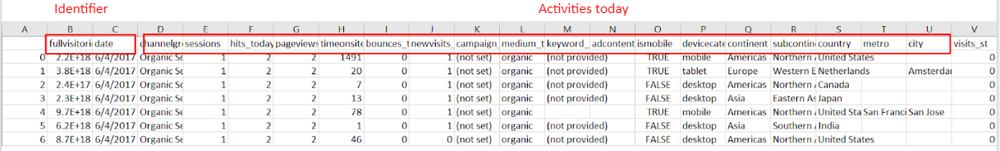 Identifier Activities today
A B C D E F G H I J K L M N O P Q R S T U V
fullvisitori date channelgr sessions hits_today pageviews timeonsite bounces_t newvisits_ campaign_ medium_t keyword_ adcontent ismobile devicecate continent subcontine country metro city visits_st
0 2.2E+18 6/4/2017 Organic Se 1 2 2 1491 0 1 (not set) organic (not provided) TRUE mobile Americas Northern A United States 0
1 3.8E+18 6/4/2017 Organic Se 1 2 2 20 0 1 (not set) organic (not provided) TRUE tablet Europe Western E Netherlands Amsterdam 0
2 2.4E+17 6/4/2017 Organic Se 1 2 2 7 0 1 (not set) organic (not provided) FALSE desktop Americas Northern A Canada 0
3 2.3E+18 6/4/2017 Organic Se 1 2 2 13 0 1 (not set) organic (not provided) FALSE desktop Asia Eastern As Japan 0
4 9.7E+18 6/4/2017 Organic Se 1 2 2 78 0 1 (not set) organic TRUE mobile Americas Northern A United Sta San Franci San Jose 0
5 6.2E+18 6/4/2017 Organic Se 1 2 2 1 0 1 (not set) organic (not provided) FALSE desktop Asia Southern A India 0
6 8.7E+18 6/4/2017 Organic Se 1 2 2 46 0 0 (not set) organic (not provided) FALSE desktop Americas Northern A United States 0